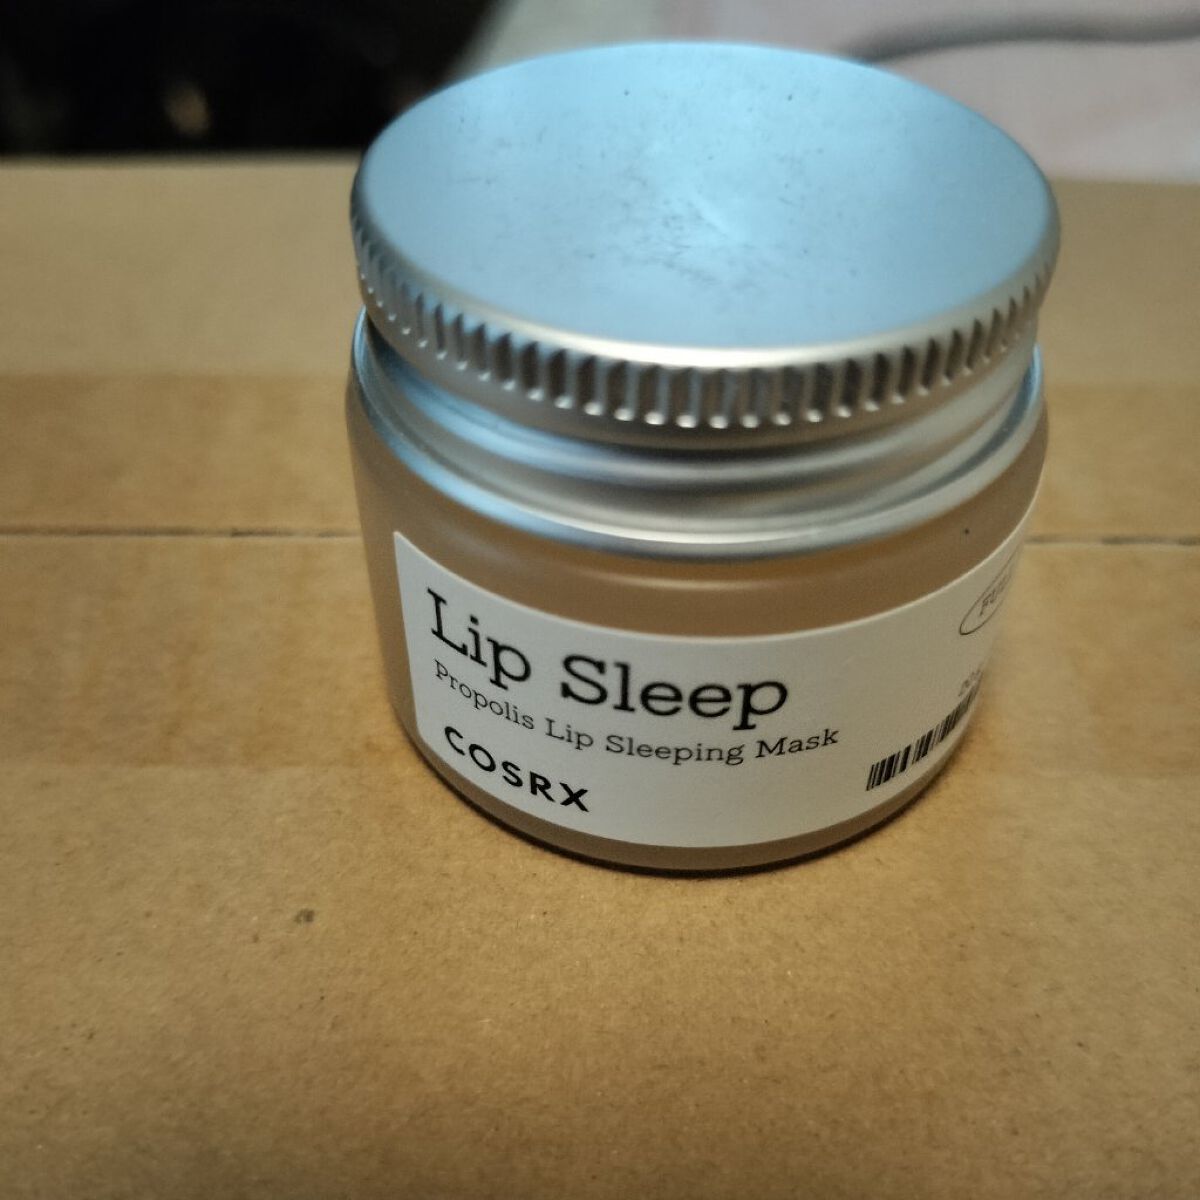 Lip Sleep
Propolis Lip Sleeping Mask
COSRX